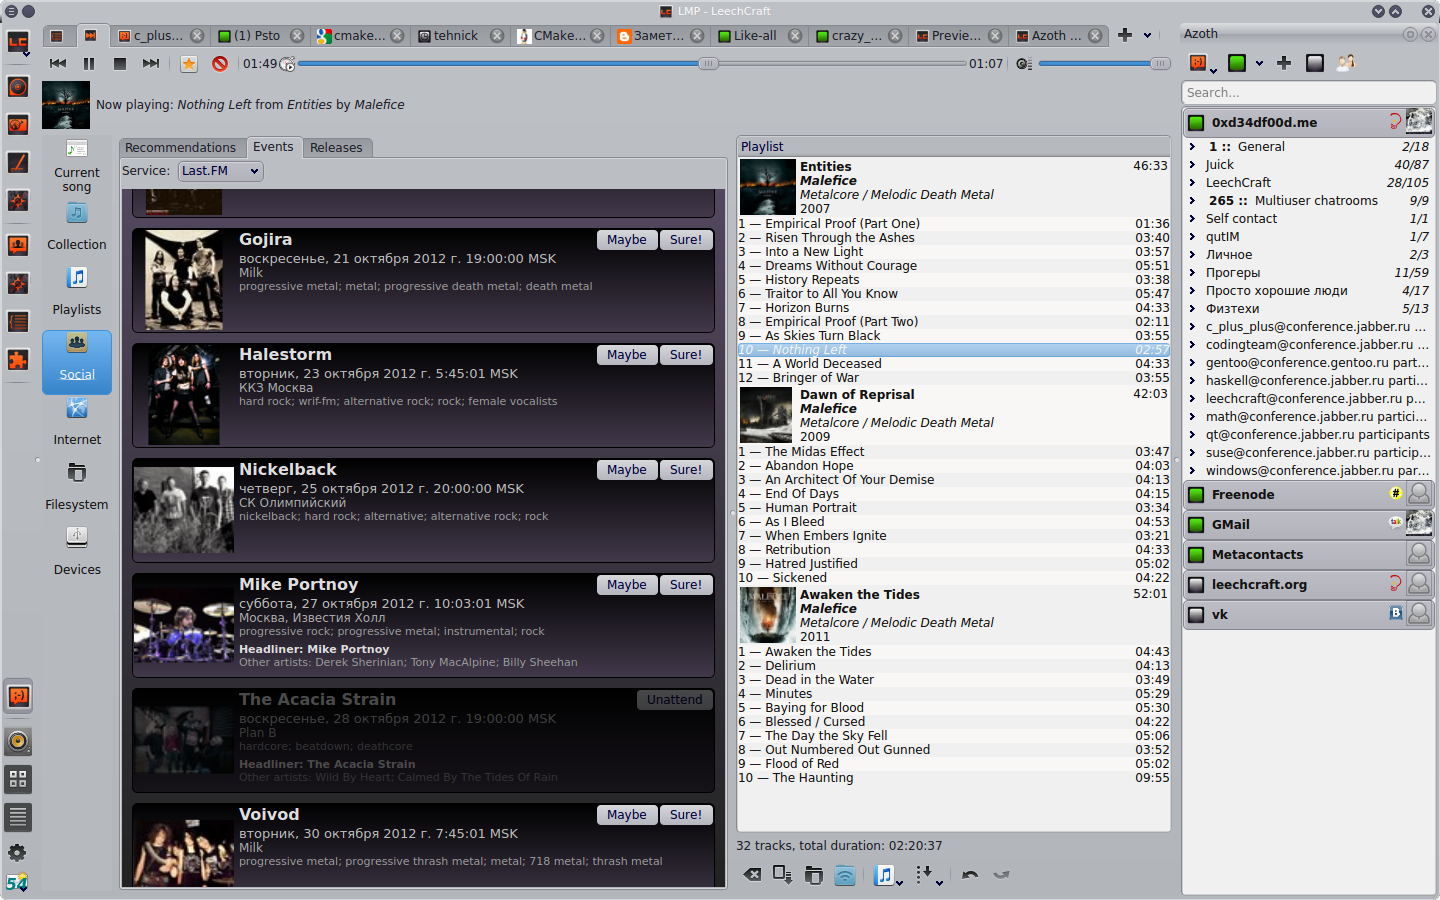 LMP - LeechCraft
c_plus...
(1) Psto
cmake...
tehnick
CMake...
Замет...
Like-all
crazy_...
Previe...
Azoth ...
01:49
01:07
Now playing: Nothing Left from Entities by Malefice
Current song
Collection
Playlists
Social
Internet
Filesystem
Devices
54
Recommendations
Events
Releases
Service: Last.FM
Gojira
Maybe Sure!
воскресенье, 21 октября 2012 г. 19:00:00 MSK
Milk
progressive metal; metal; progressive death metal; death metal
Halestorm
Maybe Sure!
вторник, 23 октября 2012 г. 5:45:01 MSK
ККЗ Москва
hard rock; wrif-fm; alternative rock; rock; female vocalists
Nickelback
Maybe Sure!
четверг, 25 октября 2012 г. 20:00:00 MSK
СК Олимпийский
nickelback; hard rock; alternative; alternative rock; rock
Mike Portnoy
Maybe Sure!
суббота, 27 октября 2012 г. 10:03:01 MSK
Москва, Известия Холл
progressive rock; progressive metal; instrumental; rock
Headliner: Mike Portnoy
Other artists: Derek Sherinian; Tony MacAlpine; Billy Sheehan
The Acacia Strain
Unattend
воскресенье, 28 октября 2012 г. 19:00:00 MSK
Plan B
hardcore; beatdown; deathcore
Headliner: The Acacia Strain
Other artists: Wild By Heart; Calmed By The Tides Of Rain
Voivod
Maybe Sure!
вторник, 30 октября 2012 г. 7:45:01 MSK
Milk
progressive metal; progressive thrash metal; metal; 718 metal; thrash metal
Playlist
Entities 46:33
Malefice
Metalcore / Melodic Death Metal
2007
1 — Empirical Proof (Part One) 01:36
2 — Risen Through the Ashes 03:40
3 — Into a New Light 03:57
4 — Dreams Without Courage 05:51
5 — History Repeats 03:38
6 — Traitor to All You Know 05:47
7 — Horizon Burns 04:33
8 — Empirical Proof (Part Two) 02:11
9 — As Skies Turn Black 03:55
10 — Nothing Left 02:57
11 — A World Deceased 04:33
12 — Bringer of War 03:55
Dawn of Reprisal 42:03
Malefice
Metalcore / Melodic Death Metal
2009
1 — The Midas Effect 03:47
2 — Abandon Hope 04:03
3 — An Architect Of Your Demise 04:13
4 — End Of Days 04:15
5 — Human Portrait 03:34
6 — As I Bleed 04:53
7 — When Embers Ignite 03:21
8 — Retribution 04:33
9 — Hatred Justified 05:02
10 — Sickened 04:22
Awaken the Tides 52:01
Malefice
Metalcore / Melodic Death Metal
2011
1 — Awaken the Tides 04:43
2 — Delirium 04:13
3 — Dead in the Water 03:49
4 — Minutes 05:29
5 — Baying for Blood 05:30
6 — Blessed / Cursed 04:22
7 — The Day the Sky Fell 05:06
8 — Out Numbered Out Gunned 03:52
9 — Flood of Red 05:02
10 — The Haunting 09:55
32 tracks, total duration: 02:20:37
Azoth
Search...
0xd34df00d.me
1 :: General 2/18
Juick 40/87
LeechCraft 28/105
265 :: Multiuser chatrooms 9/9
Self contact 1/1
qutIM 1/7
Личное 2/3
Прогеры 11/59
Просто хорошие люди 4/17
Физтехи 5/13
c_plus_plus@conference.jabber.ru ...
codingteam@conference.jabber.ru ...
gentoo@conference.gentoo.ru part...
haskell@conference.jabber.ru parti...
leechcraft@conference.jabber.ru p...
math@conference.jabber.ru partici...
qt@conference.jabber.ru participants
suse@conference.jabber.ru particip...
windows@conference.jabber.ru par...
Freenode
GMail
Metacontacts
leechcraft.org
vk